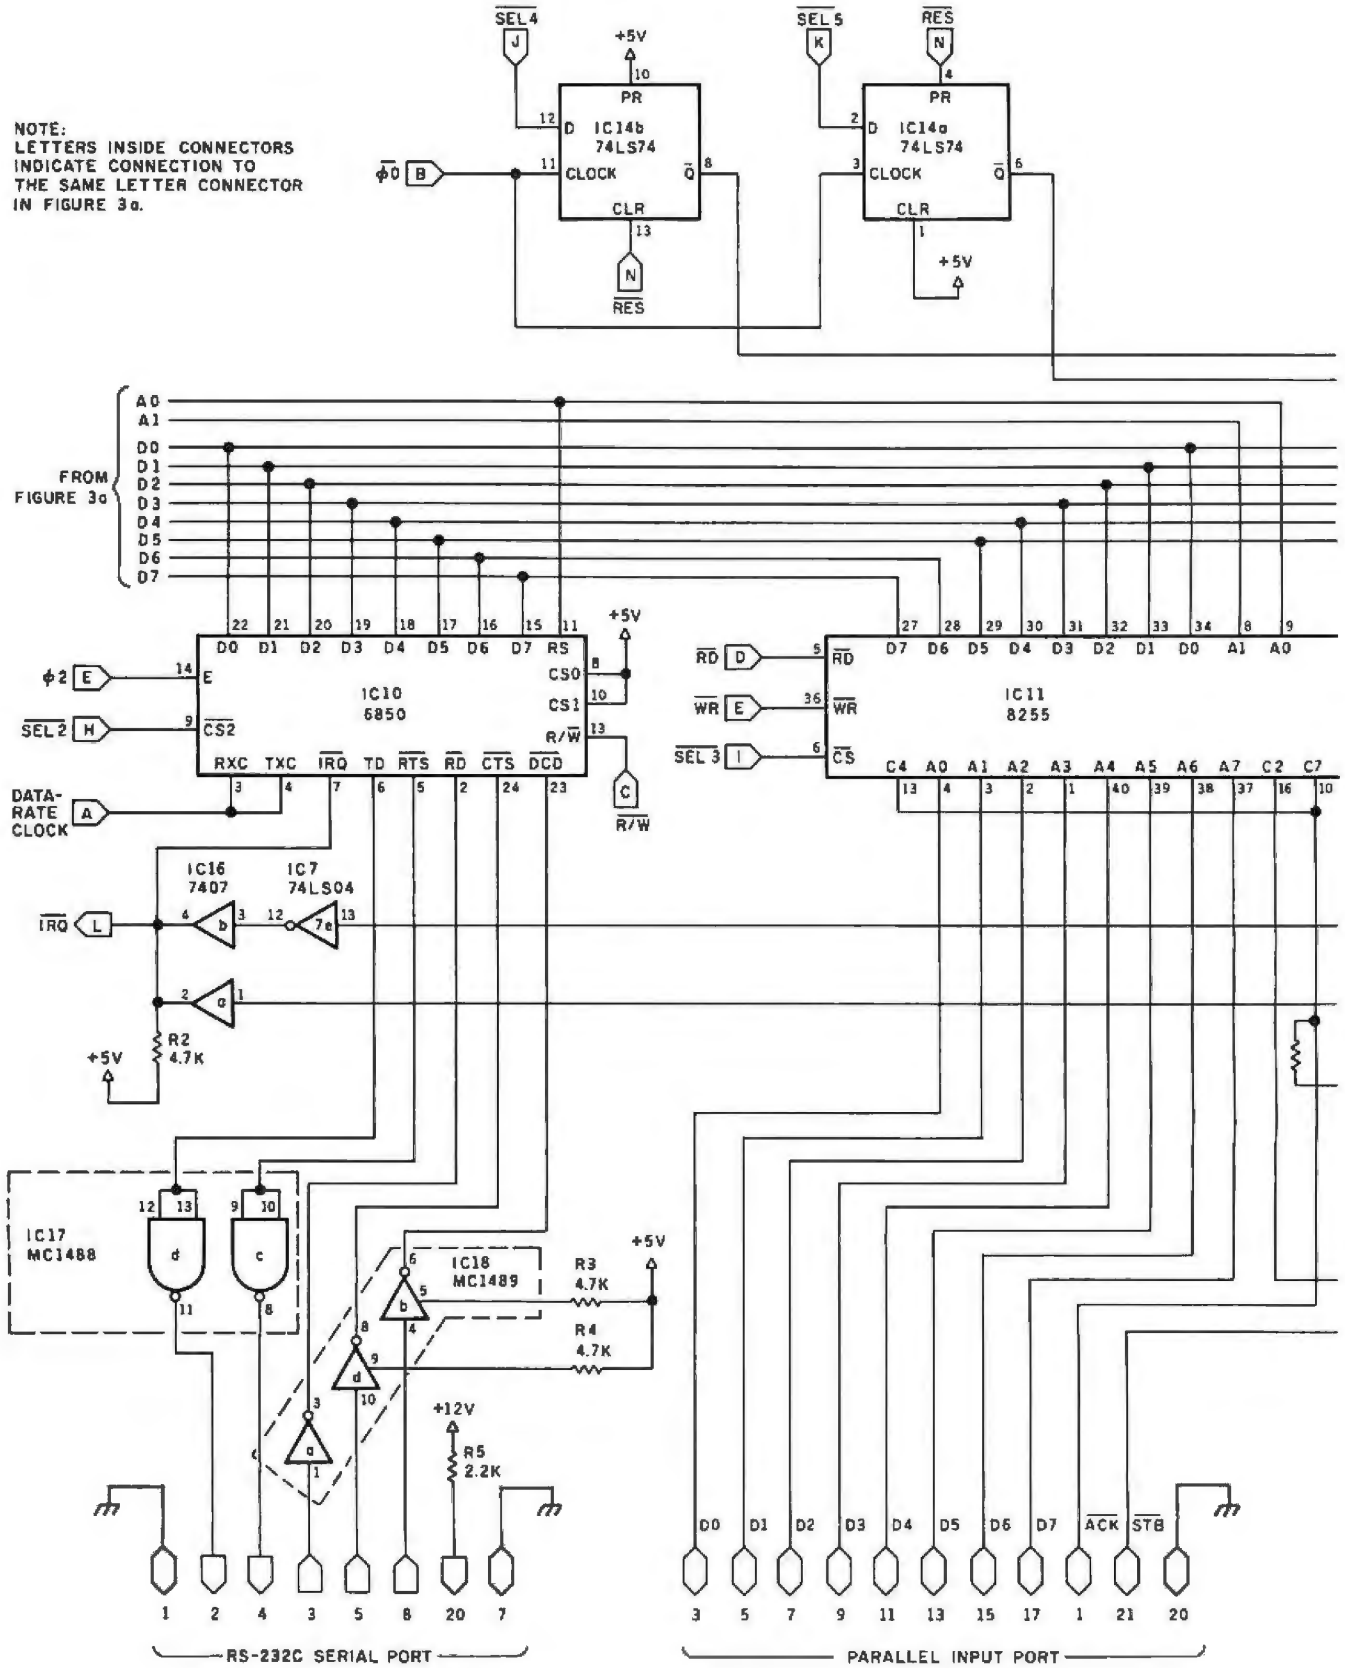 SEL4
J
+5V
10
PR
12
D
IC14b
74LS74
φ0
B
11
CLOCK
Q
8
CLR
13
N
RES
SEL5
K
RES
N
4
PR
2
D
IC14a
74LS74
3
CLOCK
Q
6
CLR
1
+5V
NOTE:
LETTERS INSIDE CONNECTORS
INDICATE CONNECTION TO
THE SAME LETTER CONNECTOR
IN FIGURE 3a.
FROM
FIGURE 3a
A0
A1
D0
D1
D2
D3
D4
D5
D6
D7
22 21 20 19 18 17 16 15 11
D0 D1 D2 D3 D4 D5 D6 D7 RS
+5V
φ2
E
14
E
CS0
8
IC10
6850
CS1
10
SEL2
H
9
CS2
R/W
13
RXC TXC IRQ TD RTS RD CTS DCD
3 4 7 6 5 2 24 23
C
R/W
DATA-
RATE
CLOCK
A
27 28 29 30 31 32 33 34 8 9
D7 D6 D5 D4 D3 D2 D1 D0 A1 A0
RD
D
5
RD
IC11
8255
WR
E
36
WR
SEL3
I
6
CS
C4 A0 A1 A2 A3 A4 A5 A6 A7 C2 C7
13 4 3 2 1 40 39 38 37 16 10
IC16
7407
IC7
74LS04
IRQ
L
4
b
3
12
7e
13
2
a
1
R2
4.7K
+5V
IC17
MC1488
12 13
d
11
9 10
c
8
IC18
MC1489
6
b
5
4
R3
4.7K
+5V
R4
4.7K
8
d
9
10
3
a
1
+12V
R5
2.2K
1 2 4 3 5 8 20 7
RS-232C SERIAL PORT
D0 D1 D2 D3 D4 D5 D6 D7 ACK STB
3 5 7 9 11 13 15 17 1 21 20
PARALLEL INPUT PORT